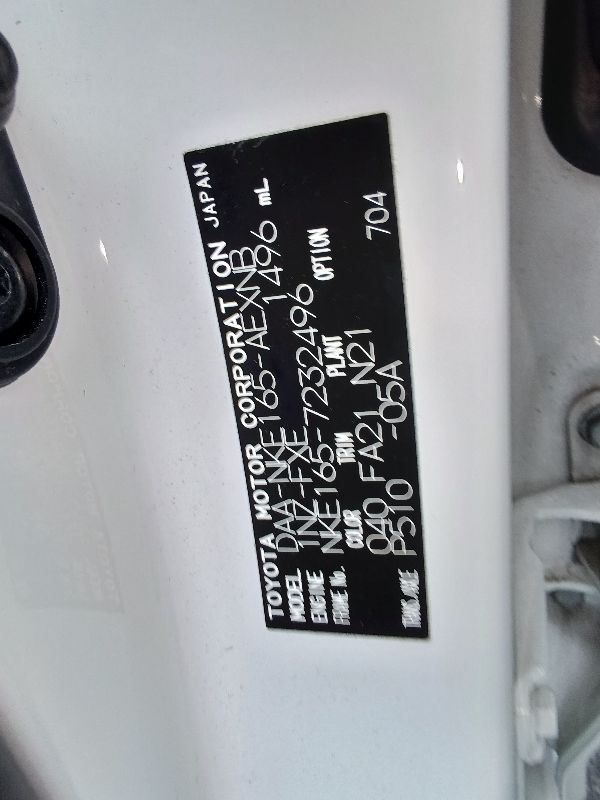 TOYOTA MOTOR CORPORATION JAPAN
MODEL DAA-NKE165-AEXNB
ENGINE 1NZ-FXE 1496 mL
FRAME No. NKE165-7232496
COLOR TRIM PLANT OPTION
040 FA21 N21 704
TRANS.AXLE P510 -05A